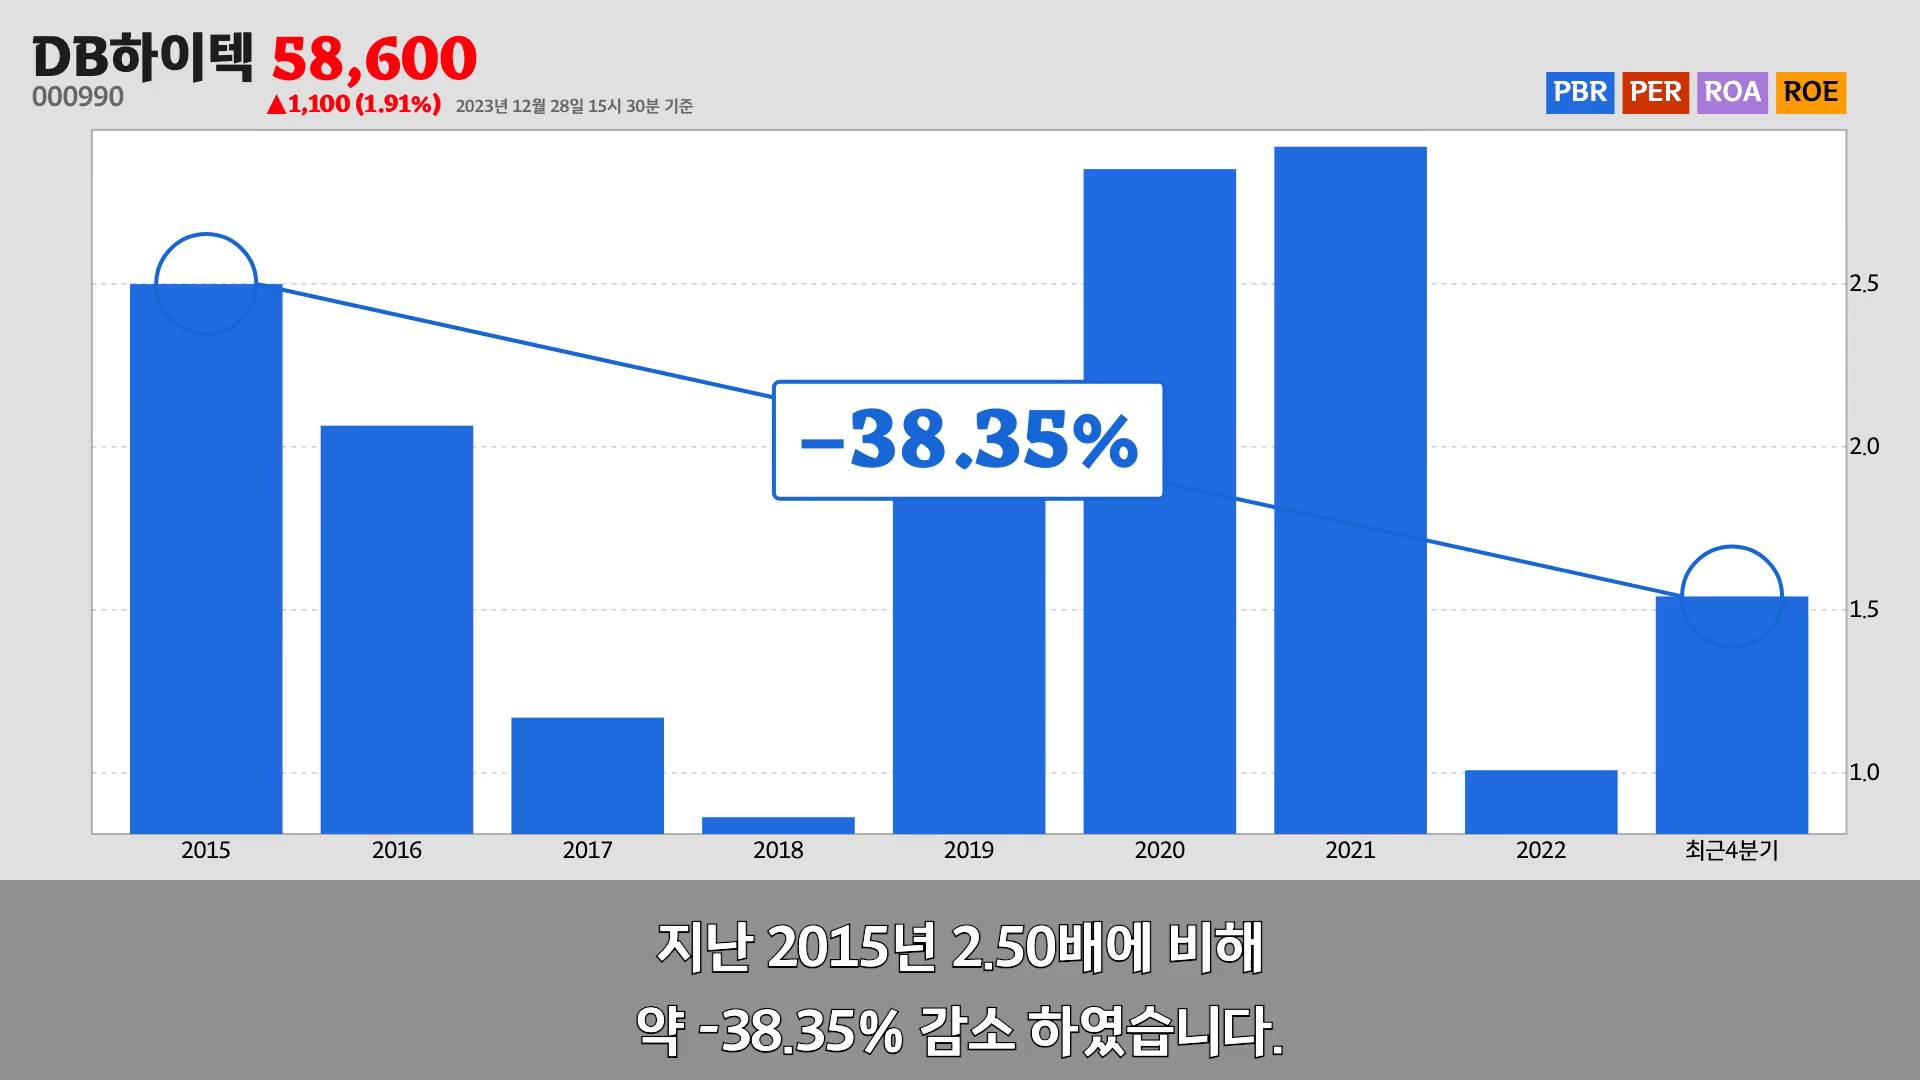 DB하이텍 58,600
000990
▲1,100 (1.91%) 2023년 12월 28일 15시 30분 기준
PBR PER ROA ROE
2.5
2.0
1.5
1.0
-38.35%
2015 2016 2017 2018 2019 2020 2021 2022 최근4분기
지난 2015년 2.50배에 비해
약 -38.35% 감소 하였습니다.